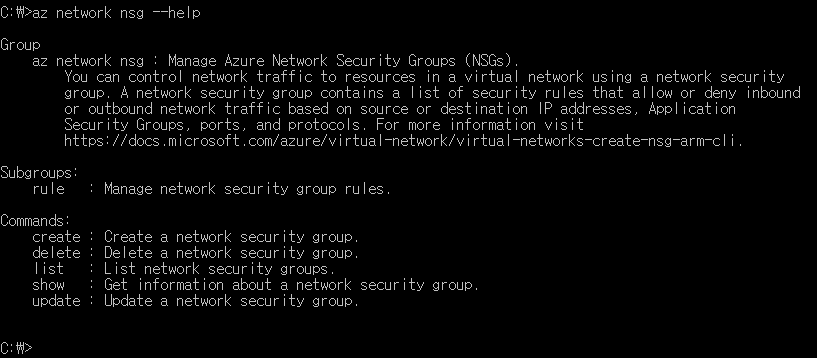 C:₩>az network nsg --help
Group
az network nsg : Manage Azure Network Security Groups (NSGs).
You can control network traffic to resources in a virtual network using a network security
group. A network security group contains a list of security rules that allow or deny inbound
or outbound network traffic based on source or destination IP addresses, Application
Security Groups, ports, and protocols. For more information visit
https://docs.microsoft.com/azure/virtual-network/virtual-networks-create-nsg-arm-cli.
Subgroups:
rule : Manage network security group rules.
Commands:
create : Create a network security group.
delete : Delete a network security group.
list : List network security groups.
show : Get information about a network security group.
update : Update a network security group.
C:₩>